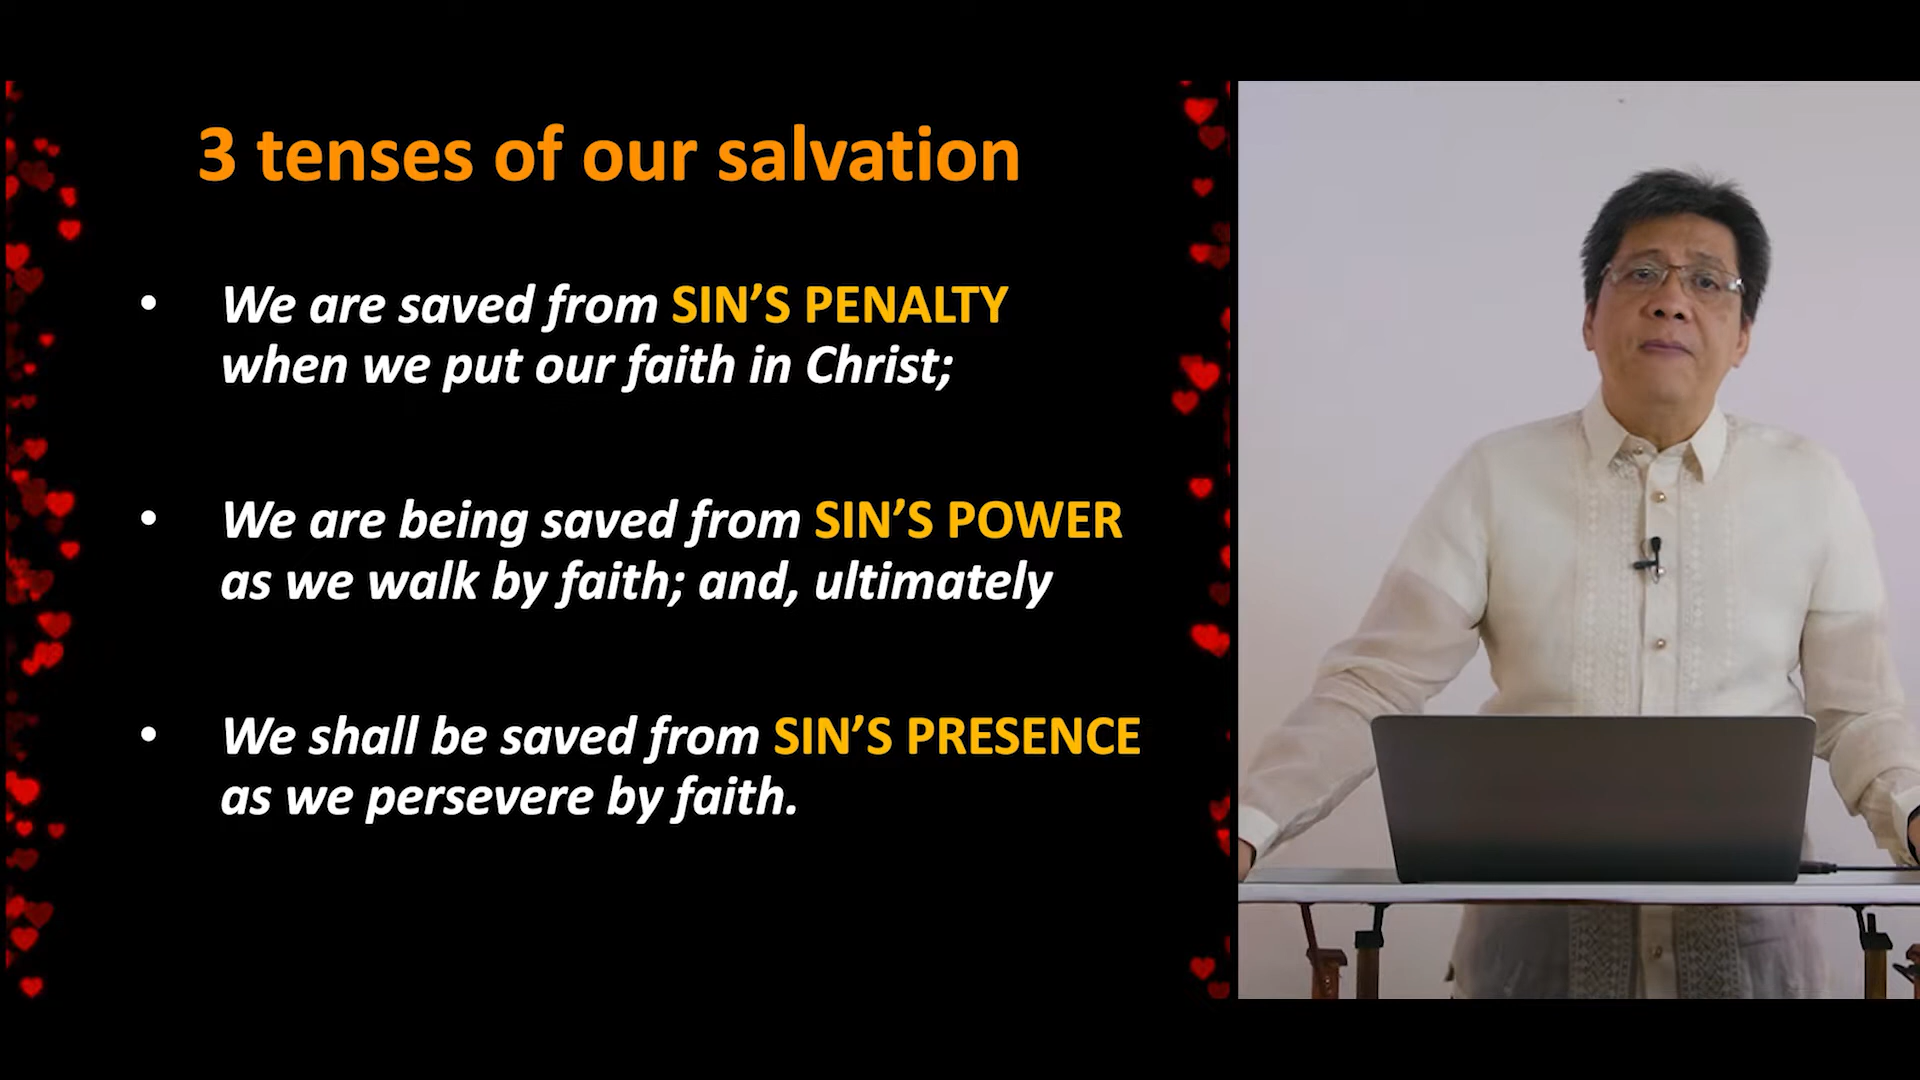 3 tenses of our salvation
• We are saved from SIN’S PENALTY
when we put our faith in Christ;
• We are being saved from SIN’S POWER
as we walk by faith; and, ultimately
• We shall be saved from SIN’S PRESENCE
as we persevere by faith.